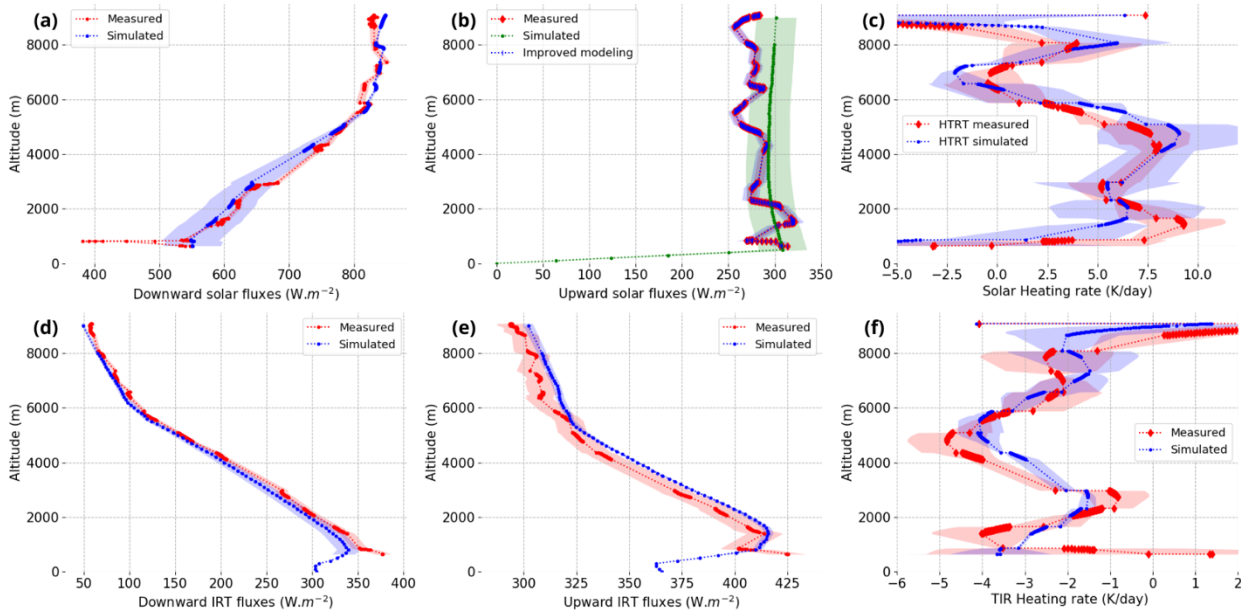 (a)
Measured
Simulated
Altitude (m)
8000
6000
4000
2000
0
400
500
600
700
800
Downward solar fluxes (W.m⁻²)
(b)
Measured
Simulated
Improved modeling
Altitude (m)
8000
6000
4000
2000
0
0
50
100
150
200
250
300
350
Upward solar fluxes (W.m⁻²)
(c)
HTRT measured
HTRT simulated
Altitude (m)
8000
6000
4000
2000
0
-5.0
-2.5
0.0
2.5
5.0
7.5
10.0
Solar Heating rate (K/day)
(d)
Measured
Simulated
Altitude (m)
8000
6000
4000
2000
0
50
100
150
200
250
300
350
400
Downward IRT fluxes (W.m⁻²)
(e)
Measured
Simulated
Altitude (m)
8000
6000
4000
2000
0
300
325
350
375
400
425
Upward IRT fluxes (W.m⁻²)
(f)
Measured
Simulated
Altitude (m)
8000
6000
4000
2000
0
−6
−5
−4
−3
−2
−1
0
1
2
TIR Heating rate (K/day)